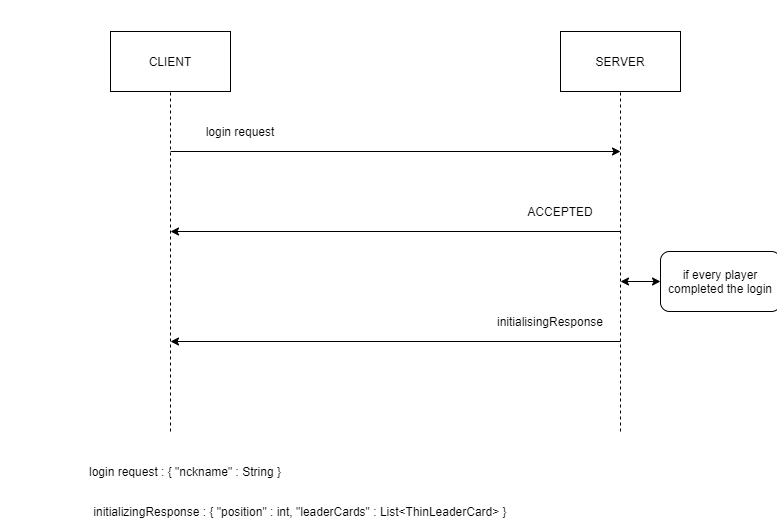 CLIENT
SERVER
login request
ACCEPTED
if every player
completed the login
initialisingResponse
login request : { "nckname" : String }
initializingResponse : { "position" : int, "leaderCards" : List<ThinLeaderCard> }